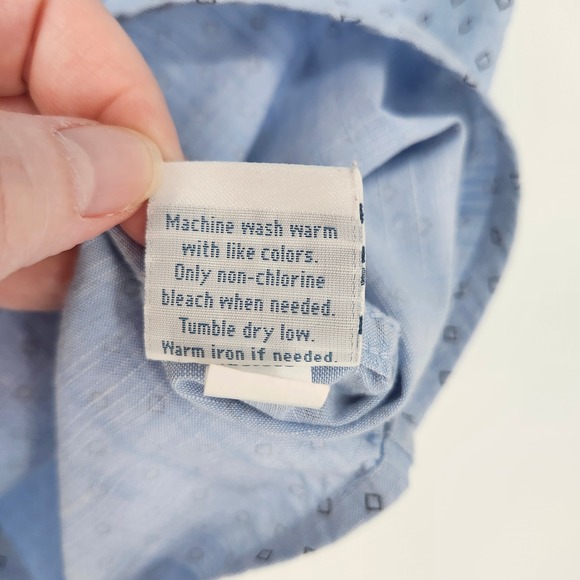 Machine wash warm
with like colors.
Only non-chlorine
bleach when needed.
Tumble dry low.
Warm iron if needed.